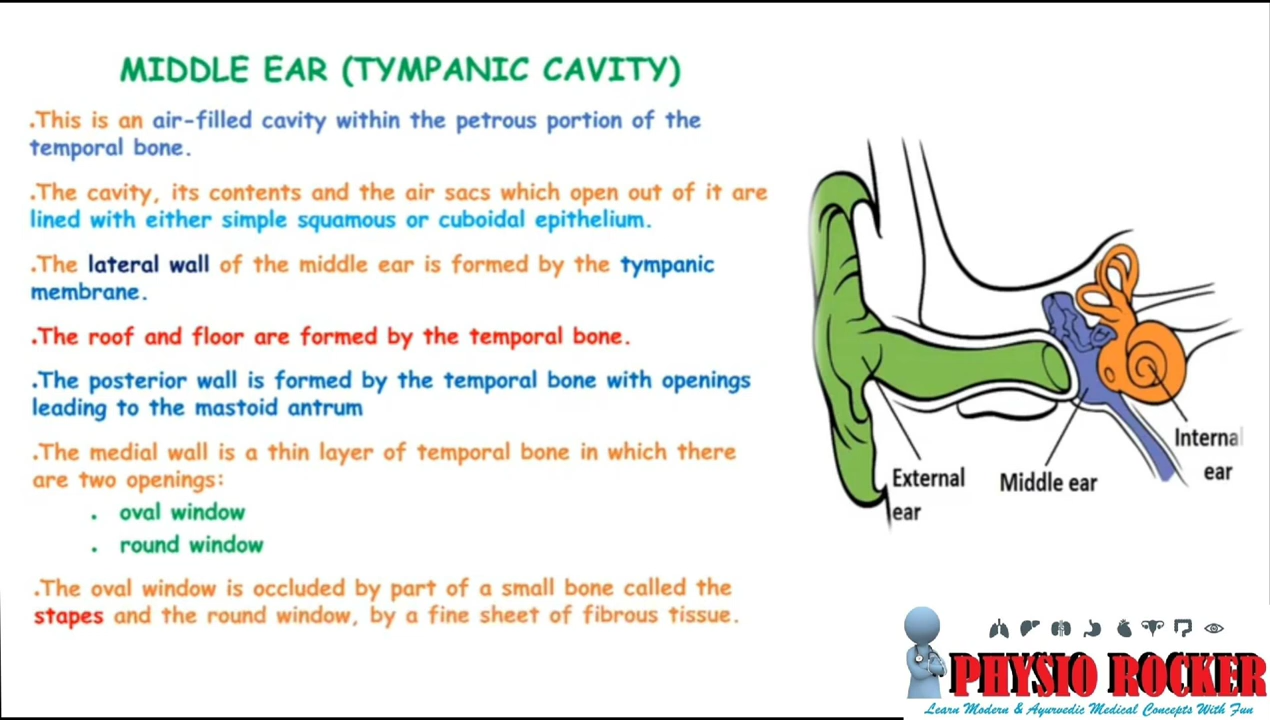 MIDDLE EAR (TYMPANIC CAVITY)
.This is an air-filled cavity within the petrous portion of the
temporal bone.
.The cavity, its contents and the air sacs which open out of it are
lined with either simple squamous or cuboidal epithelium.
.The lateral wall of the middle ear is formed by the tympanic
membrane.
.The roof and floor are formed by the temporal bone.
.The posterior wall is formed by the temporal bone with openings
leading to the mastoid antrum
.The medial wall is a thin layer of temporal bone in which there
are two openings:
. oval window
. round window
.The oval window is occluded by part of a small bone called the
stapes and the round window, by a fine sheet of fibrous tissue.
External
ear
Middle ear
Internal
ear
PHYSIO ROCKER
Learn Modern & Ayurvedic Medical Concepts With Fun